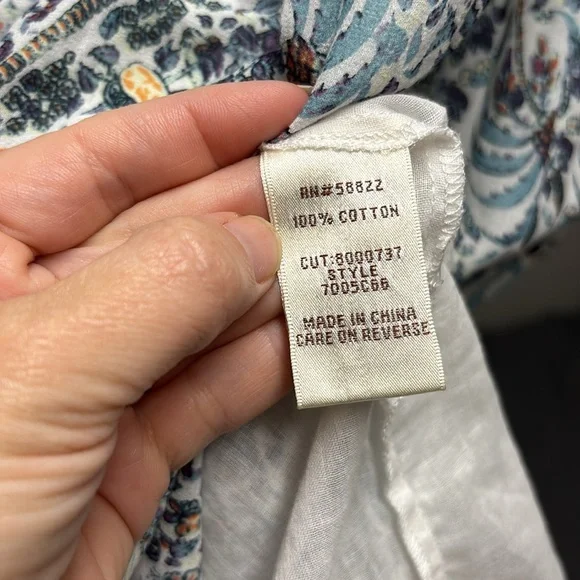 RN#58822
100% COTTON
CUT:8000737
STYLE
7005C66
MADE IN CHINA
CARE ON REVERSE